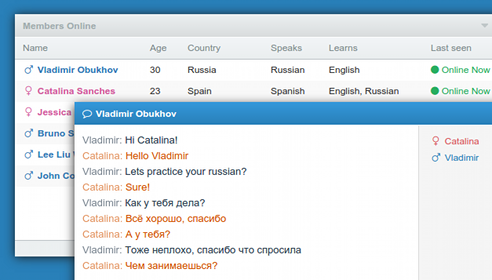 Members Online
Name Age Country Speaks Learns Last seen
Vladimir Obukhov 30 Russia Russian English Online Now
Catalina Sanches 23 Spain Spanish English, Russian Online Now
Jessica
Bruno S
Lee Liu
John Co
Vladimir Obukhov
Vladimir: Hi Catalina!
Catalina: Hello Vladimir
Vladimir: Lets practice your russian?
Catalina: Sure!
Vladimir: Как у тебя дела?
Catalina: Всё хорошо, спасибо
Catalina: А у тебя?
Vladimir: Тоже неплохо, спасибо что спросила
Catalina: Чем занимаешься?
Catalina
Vladimir